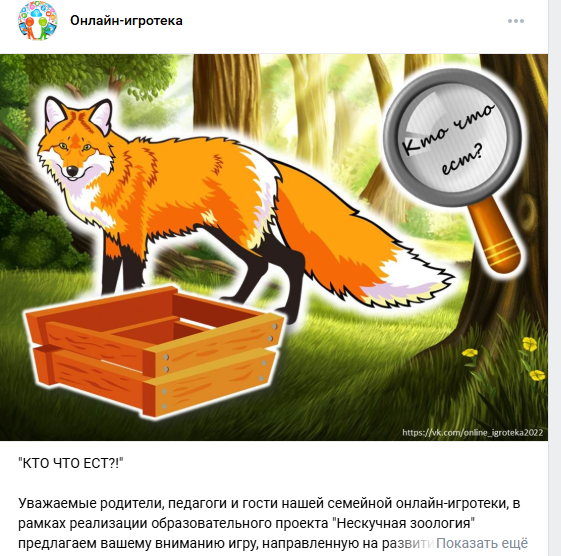 Онлайн-игротека
Кто что
ест?
https://vk.com/online_igroteka2022
"КТО ЧТО ЕСТ?!"
Уважаемые родители, педагоги и гости нашей семейной онлайн-игротеки, в
рамках реализации образовательного проекта "Нескучная зоология"
предлагаем вашему вниманию игру, направленную на развити Показать ещё